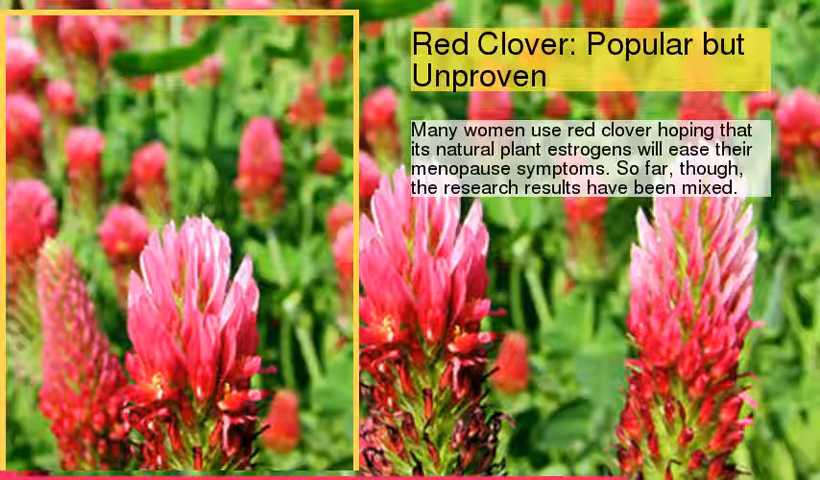 Red Clover: Popular but
Unproven
Many women use red clover hoping that
its natural plant estrogens will ease their
menopause symptoms. So far, though,
the research results have been mixed.